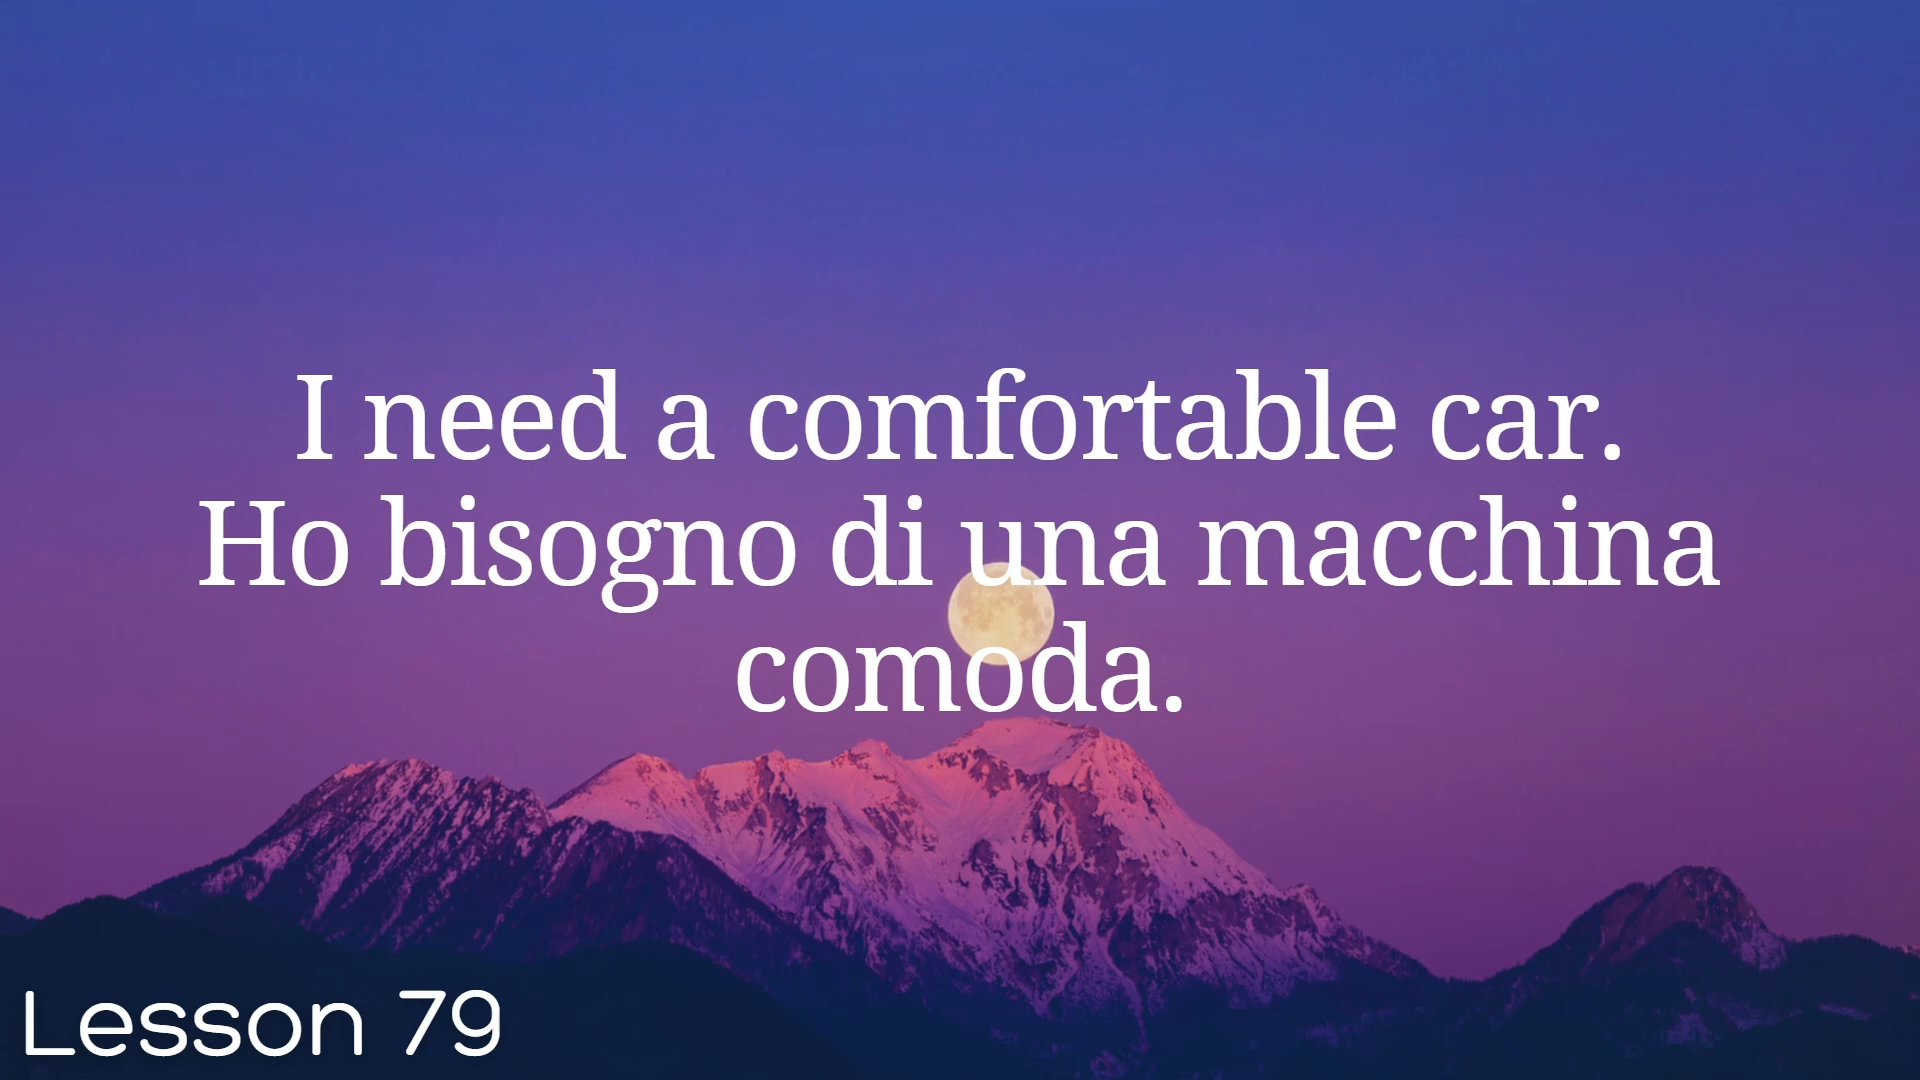 I need a comfortable car.
Ho bisogno di una macchina
comoda.
Lesson 79